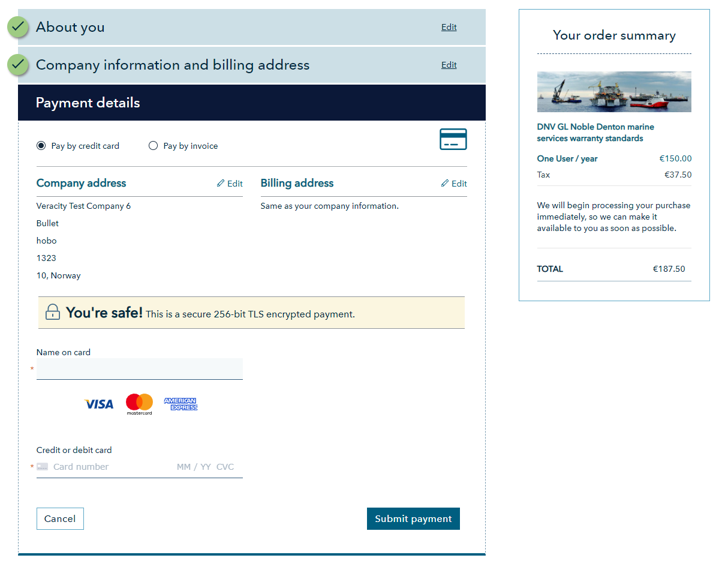 About you
Edit
Company information and billing address
Edit
Payment details
Pay by credit card
Pay by invoice
Company address
Edit
Billing address
Edit
Veracity Test Company 6
Same as your company information.
Bullet
hobo
1323
10, Norway
You're safe! This is a secure 256-bit TLS encrypted payment.
Name on card
*
VISA
mastercard
AMERICAN
EXPRESS
Credit or debit card
* Card number MM / YY CVC
Cancel
Submit payment
Your order summary
DNV GL Noble Denton marine
services warranty standards
One User / year €150.00
Tax €37.50
We will begin processing your purchase
immediately, so we can make it
available to you as soon as possible.
TOTAL €187.50